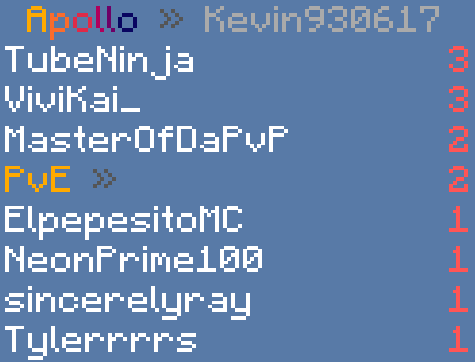 Apollo » Kevin930617
TubeNinja 3
ViviKai_ 3
MasterOfDaPvP 2
PvE » 2
ElpepesitoMC 1
NeonPrime100 1
sincerelyray 1
Tylerrrrs 1